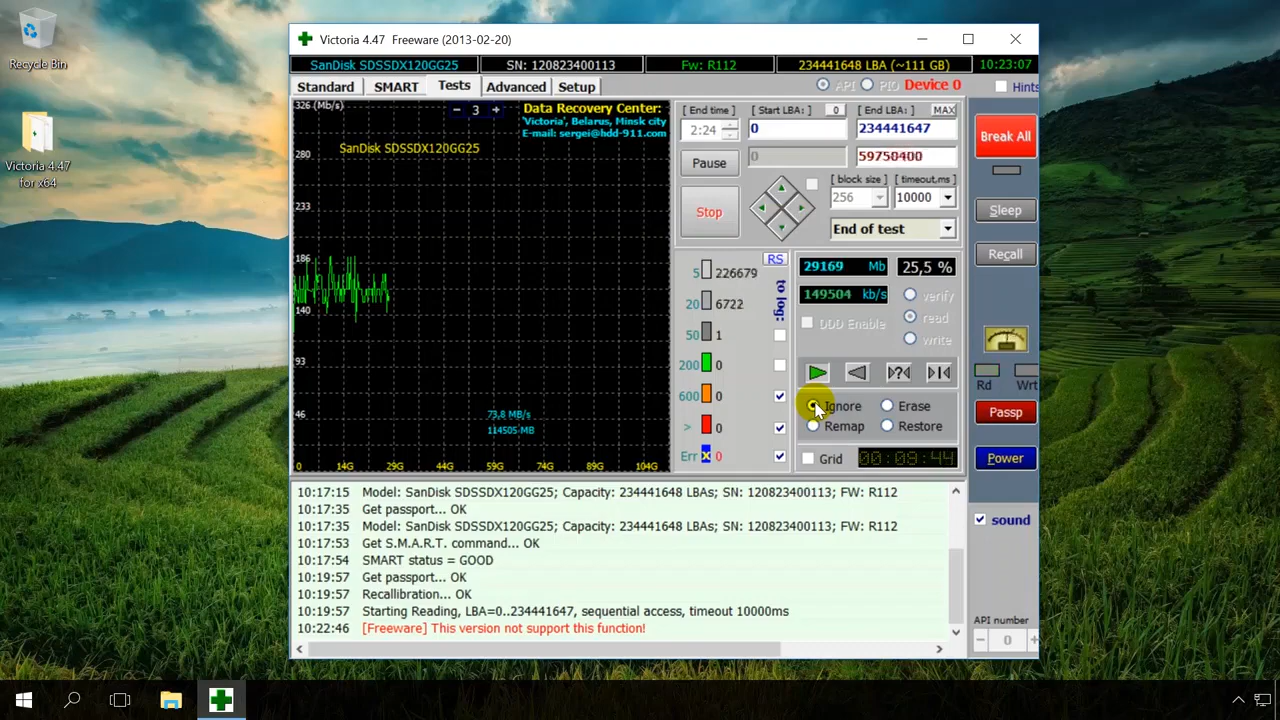 Recycle Bin
Victoria 4.47
for x64
Victoria 4.47 Freeware (2013-02-20)
SanDisk SDSSDX120GG25
SN: 120823400113
Fw: R112
234441648 LBA (~111 GB)
10:23:07
Standard
SMART
Tests
Advanced
Setup
API
PIO
Device 0
Hints
326 (Mb/s)
280
233
186
140
93
46
0
14G
29G
44G
59G
74G
89G
104G
3
Data Recovery Center:
'Victoria', Belarus, Minsk city
E-mail: sergei@hdd-911.com
SanDisk SDSSDX120GG25
73,8 MB/s
114505 MB
[ End time ]
2:24
[ Start LBA: ]
0
0
0
[ End LBA: ]
MAX
234441647
59750400
Pause
Stop
[ block size ]
256
[ timeout,ms ]
10000
End of test
RS
to log:
5 226679
20 6722
50 1
200 0
600 0
> 0
Err x 0
29169 Mb
25,5 %
149504 kb/s
DDD Enable
verify
read
write
Ignore
Erase
Remap
Restore
Grid
Break All
Sleep
Recall
Rd
Wrt
Passp
Power
sound
API number
0
10:17:15 Model: SanDisk SDSSDX120GG25; Capacity: 234441648 LBAs; SN: 120823400113; FW: R112
10:17:35 Get passport... OK
10:17:35 Model: SanDisk SDSSDX120GG25; Capacity: 234441648 LBAs; SN: 120823400113; FW: R112
10:17:53 Get S.M.A.R.T. command... OK
10:17:54 SMART status = GOOD
10:19:57 Get passport... OK
10:19:57 Recallibration... OK
10:19:57 Starting Reading, LBA=0..234441647, sequential access, timeout 10000ms
10:22:46 [Freeware] This version not support this function!